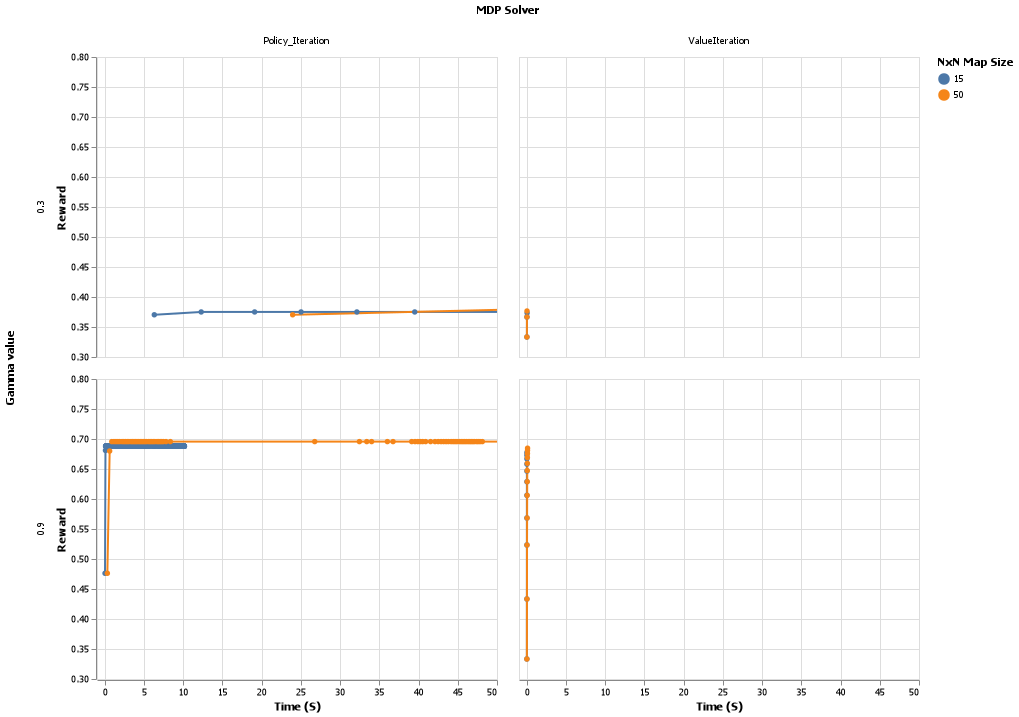 MDP Solver
Policy_Iteration
ValueIteration
NxN Map Size
15
50
Gamma value
0.3
Reward
0.80
0.75
0.70
0.65
0.60
0.55
0.50
0.45
0.40
0.35
0.30
0.9
Reward
0.80
0.75
0.70
0.65
0.60
0.55
0.50
0.45
0.40
0.35
0.30
0 5 10 15 20 25 30 35 40 45 50
Time (S)
0 5 10 15 20 25 30 35 40 45 50
Time (S)